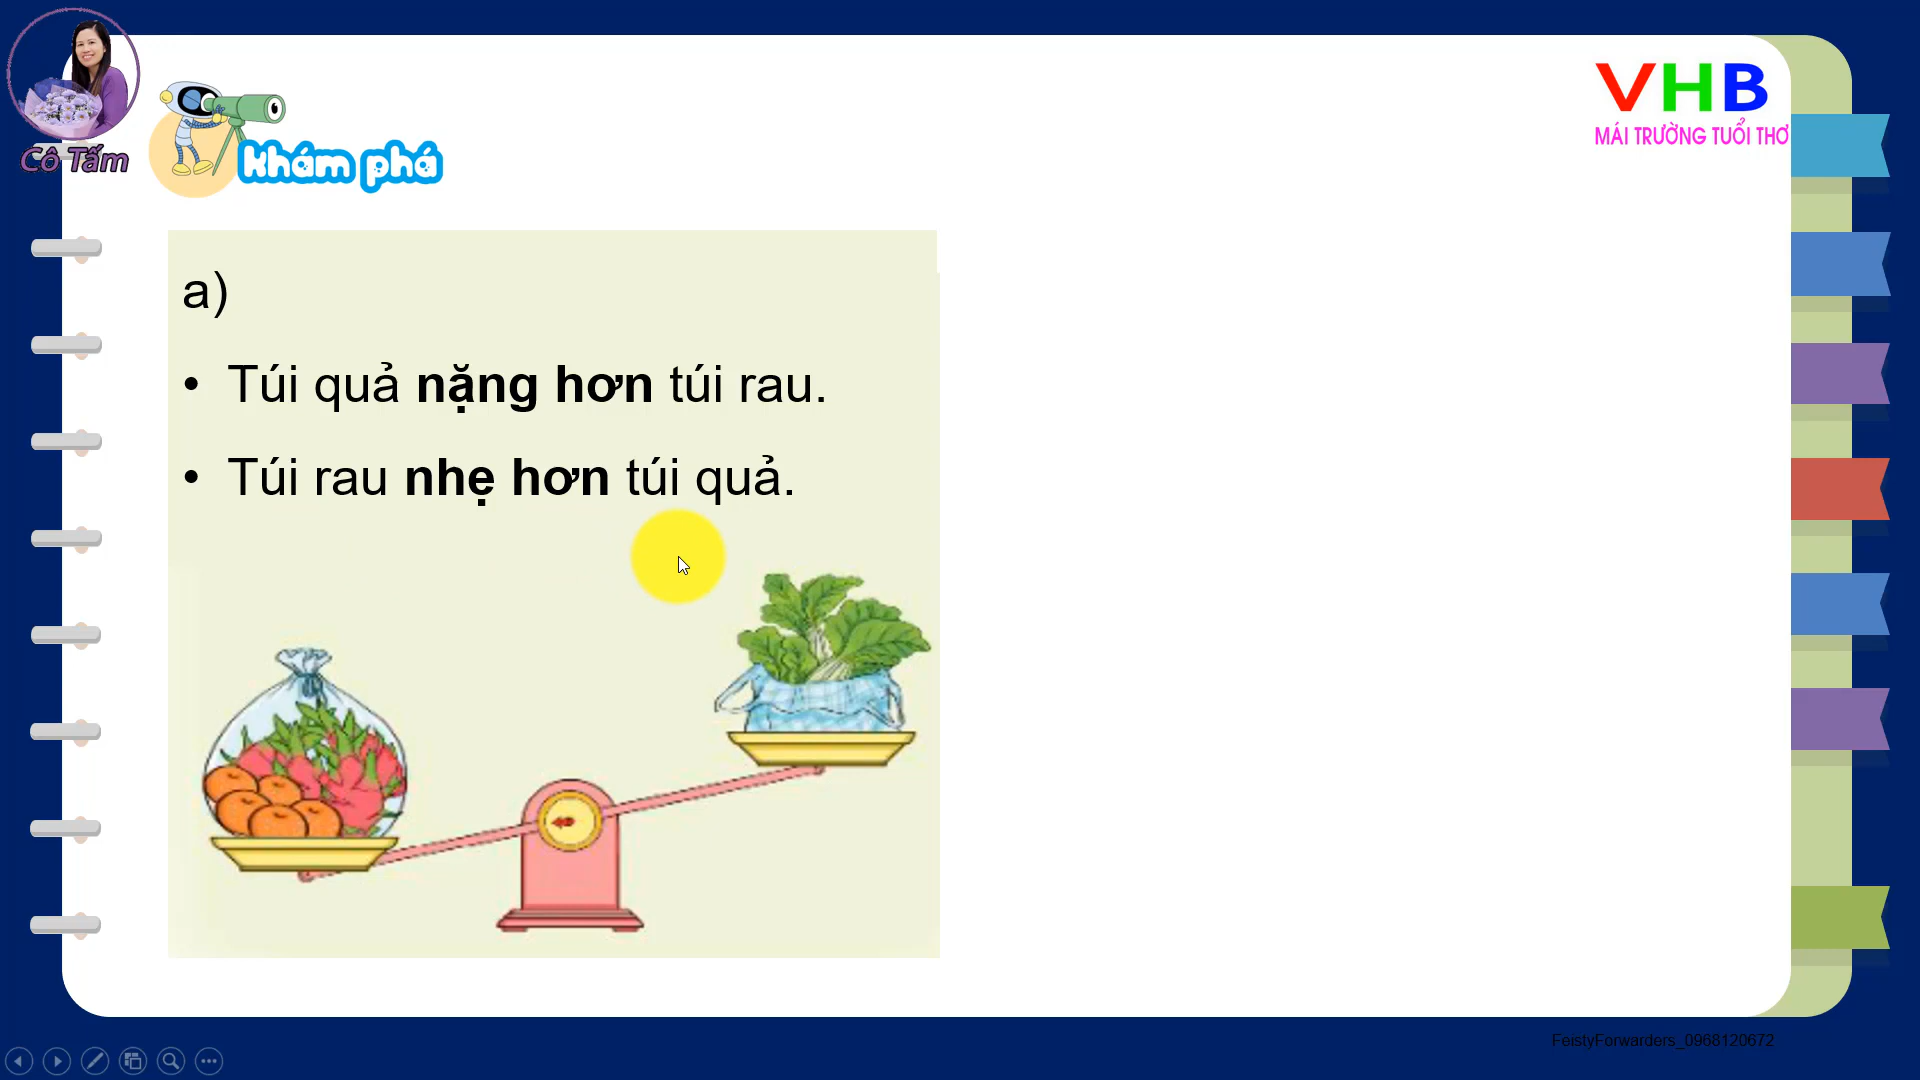 Cô Tấm
Khám phá
VHB
MÁI TRƯỜNG TUỔI THƠ
a)
• Túi quả nặng hơn túi rau.
• Túi rau nhẹ hơn túi quả.
FeistyForwarders_0968120672